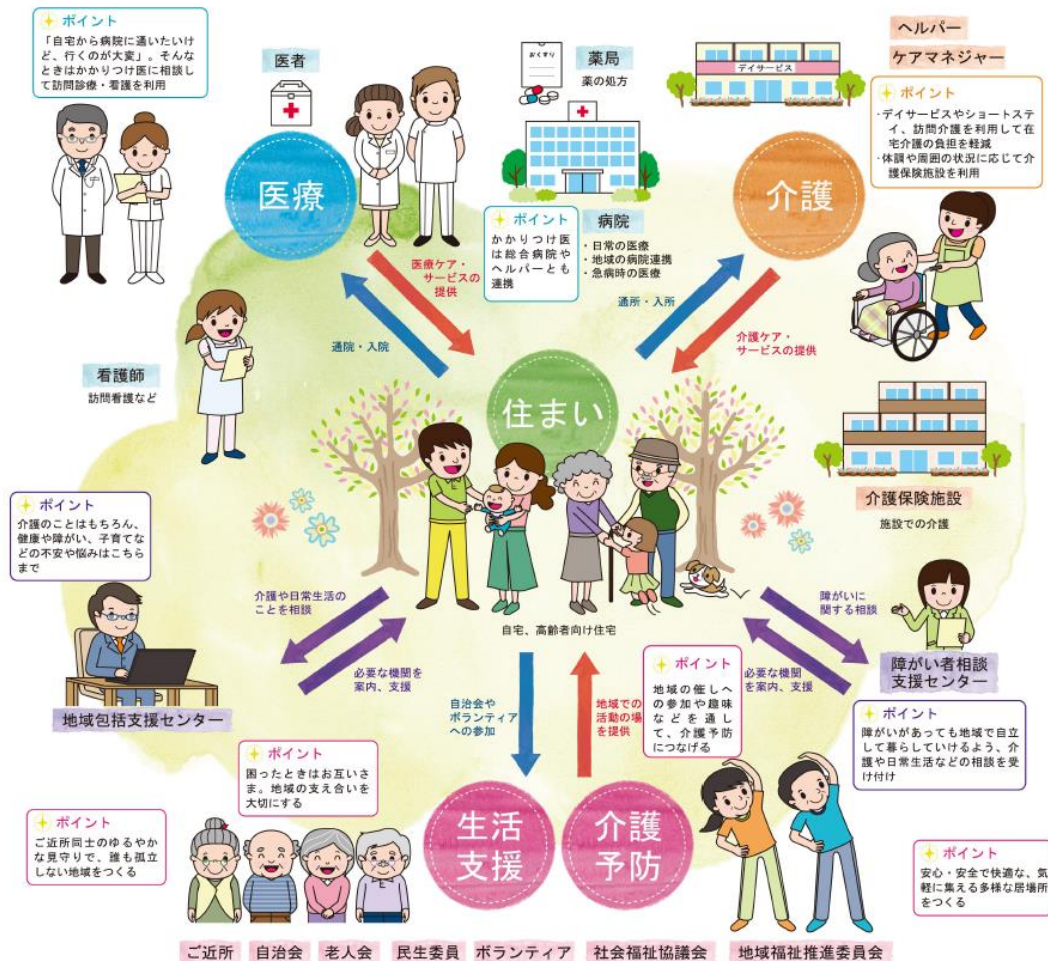 ポイント
「自宅から病院に通いたいけ
ど、行くのが大変」。そんな
ときはかかりつけ医に相談し
て訪問診療・看護を利用
医者
おくすり
薬局
薬の処方
デイサービス
ヘルパー
ケアマネジャー
ポイント
・デイサービスやショートステ
イ、訪問介護を利用して在
宅介護の負担を軽減
・体調や周囲の状況に応じて介
護保険施設を利用
医療
介護
ポイント
かかりつけ医
は総合病院や
ヘルパーとも
連携
病院
・日常の医療
・地域の病院連携
・急病時の医療
医療ケア・
サービスの
提供
通院・入院
通所・入所
介護ケア・
サービスの提供
看護師
訪問看護など
住まい
介護保険施設
施設での介護
ポイント
介護のことはもちろん、
健康や障がい、子育てな
どの不安や悩みはこちら
まで
介護や日常生活の
ことを相談
必要な機関を
案内、支援
地域包括支援センター
自宅、高齢者向け住宅
障がいに
関する相談
必要な機関
を案内、支援
障がい者相談
支援センター
ポイント
障がいがあっても地域で自立
して暮らしていけるよう、介
護や日常生活などの相談を受
け付け
自治会や
ボランティア
への参加
地域での
活動の場
を提供
ポイント
地域の催しへ
の参加や趣味
などを通し
て、介護予防
につなげる
ポイント
困ったときはお互いさ
ま。地域の支え合いを
大切にする
ポイント
ご近所同士のゆるやか
な見守りで、誰も孤立
しない地域をつくる
生活
支援
介護
予防
ポイント
安心・安全で快適な、気
軽に集える多様な居場所
をつくる
ご近所
自治会
老人会
民生委員
ボランティア
社会福祉協議会
地域福祉推進委員会